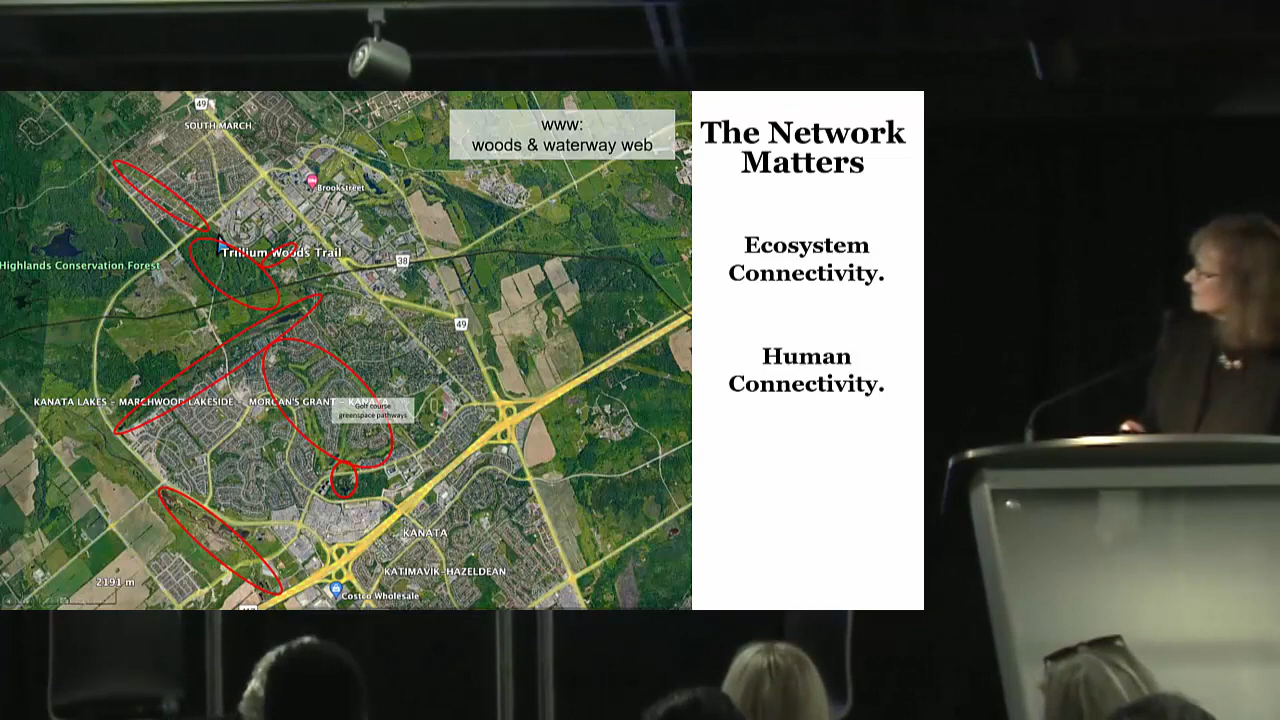 49
SOUTH MARCH
www:
woods & waterway web
Brookstreet
Trillium Woods Trail
Highlands Conservation Forest
38
49
KANATA LAKES - MARCHWOOD LAKESIDE - MORGAN'S GRANT - KANATA
Golf course
greenspace pathways
KANATA
KATIMAVIK-HAZELDEAN
2191 m
Costco Wholesale
The Network
Matters
Ecosystem
Connectivity.
Human
Connectivity.